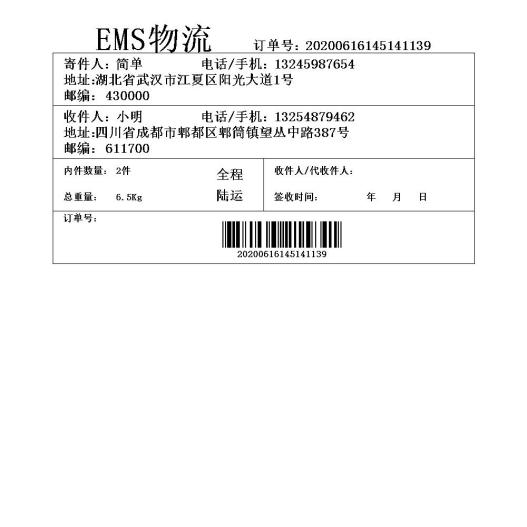 EMS物流 订单号: 20200616145141139
寄件人: 简单 电话/手机: 13245987654
地址:湖北省武汉市江夏区阳光大道1号
邮编: 430000
收件人: 小明 电话/手机: 13254879462
地址:四川省成都市郫都区郫筒镇望丛中路387号
邮编: 611700
内件数量: 2件 全程 收件人/代收件人:
总重量: 6.5Kg 陆运 签收时间: 年 月 日
订单号:
20200616145141139